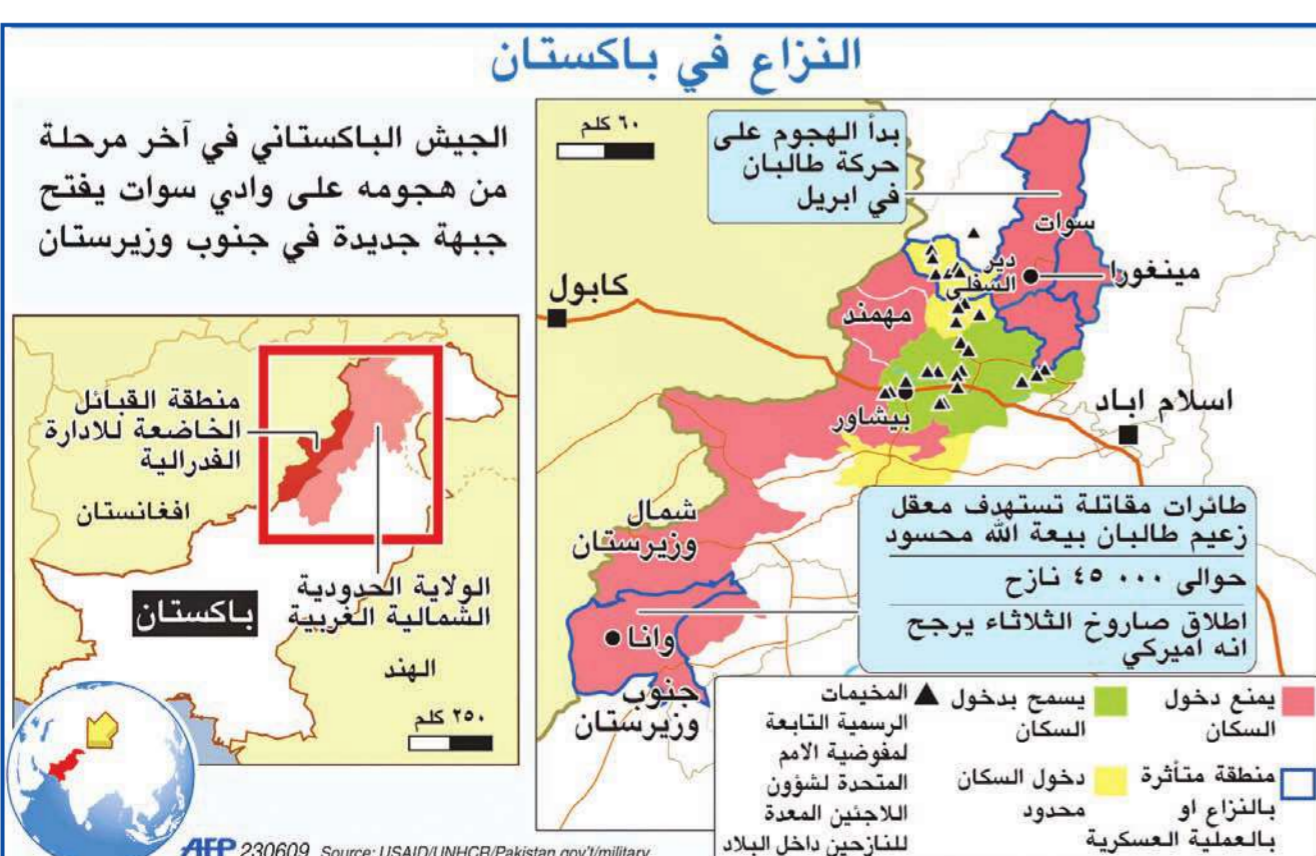 النزاع في باكستان
الجيش الباكستاني في آخر مرحلة
من هجومه على وادي سوات يفتح
جبهة جديدة في جنوب وزيرستان
٦٠ كلم
بدأ الهجوم على
حركة طالبان
في ابريل
سوات
دير
السفلى
مينغورا
كابول
مهمند
بيشاور
اسلام اباد
شمال
وزيرستان
وانا
جنوب
وزيرستان
طائرات مقاتلة تستهدف معقل
زعيم طالبان بيعة الله محسود
حوالى ٤٥٠٠٠ نازح
اطلاق صاروخ الثلاثاء يرجح
انه اميركي
يمنع دخول
السكان
يسمح بدخول
السكان
المخيمات
الرسمية التابعة
لمفوضية الامم
المتحدة لشؤون
اللاجئين المعدة
للنازحين داخل البلاد
منطقة متأثرة
بالنزاع او
بالعملية العسكرية
دخول السكان
محدود
منطقة القبائل
الخاضعة للادارة
الفدرالية
افغانستان
الولاية الحدودية
الشمالية الغربية
باكستان
الهند
٢٥٠ كلم
AFP 230609 Source: USAID/UNHCR/Pakistan gov't/military